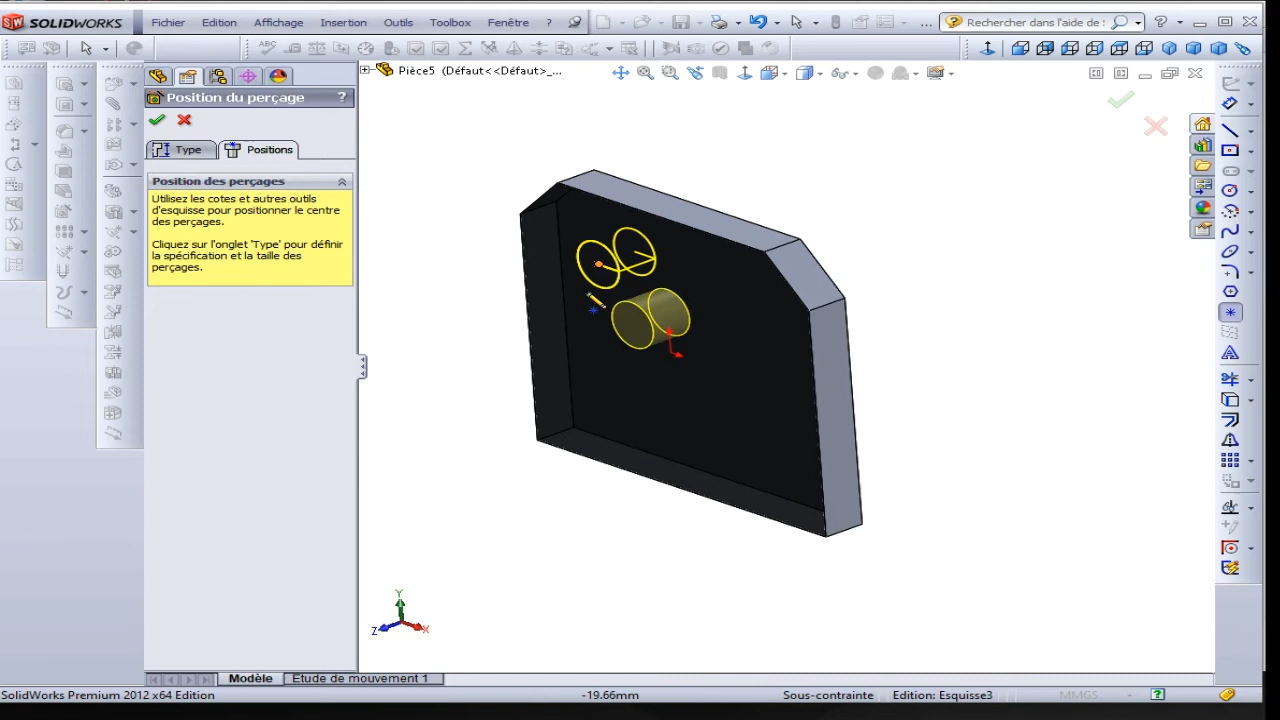 SOLIDWORKS Fichier Edition Affichage Insertion Outils Toolbox Fenêtre ? ... Rechercher dans l'aide de : ?
ABC
Pièce5 (Défaut<<Défaut>_...
Position du perçage ?
Type Positions
Position des perçages
Utilisez les cotes et autres outils
d'esquisse pour positionner le centre
des perçages.
Cliquez sur l'onglet 'Type' pour définir
la spécification et la taille des
perçages.
Y
Z X
Modèle Etude de mouvement 1
SolidWorks Premium 2012 x64 Edition -19.66mm Sous-contrainte Edition: Esquisse3 MMGS - ?